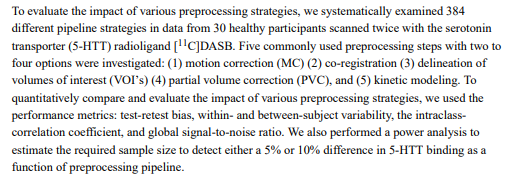 To evaluate the impact of various preprocessing strategies, we systematically examined 384
different pipeline strategies in data from 30 healthy participants scanned twice with the serotonin
transporter (5-HTT) radioligand [¹¹C]DASB. Five commonly used preprocessing steps with two to
four options were investigated: (1) motion correction (MC) (2) co-registration (3) delineation of
volumes of interest (VOI's) (4) partial volume correction (PVC), and (5) kinetic modeling. To
quantitatively compare and evaluate the impact of various preprocessing strategies, we used the
performance metrics: test-retest bias, within- and between-subject variability, the intraclass-
correlation coefficient, and global signal-to-noise ratio. We also performed a power analysis to
estimate the required sample size to detect either a 5% or 10% difference in 5-HTT binding as a
function of preprocessing pipeline.